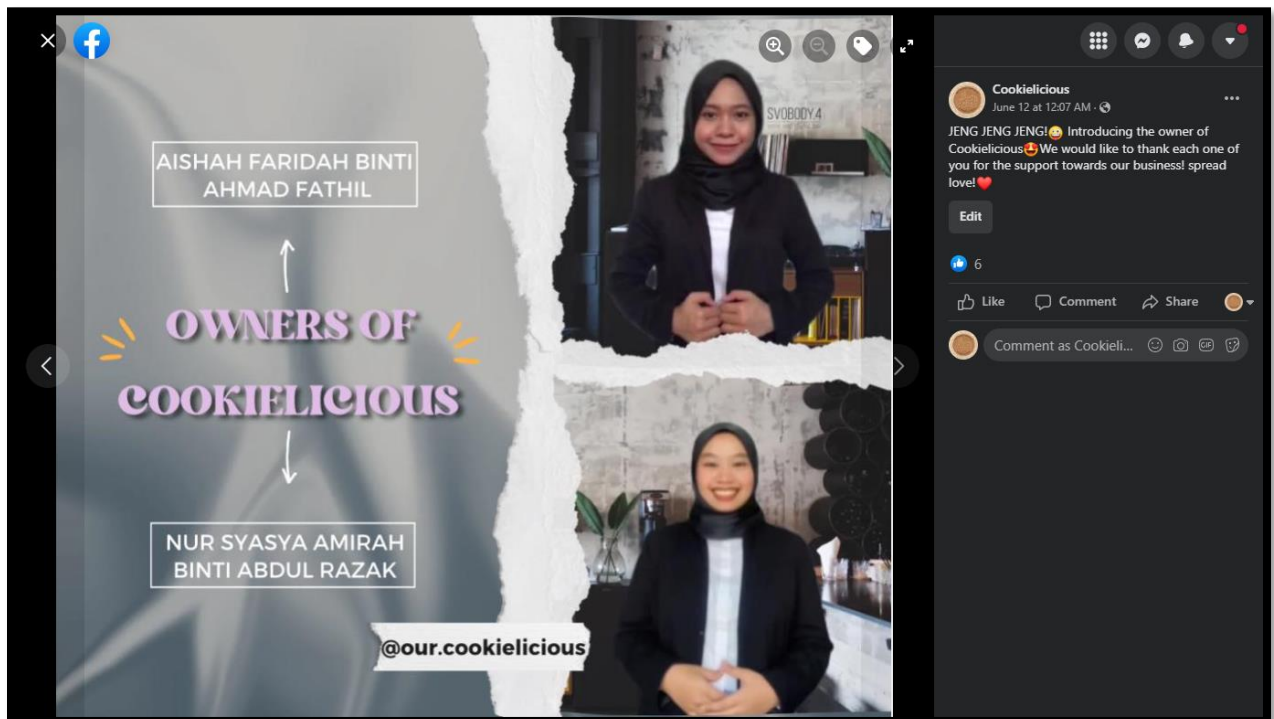 SVOBODY.4
AISHAH FARIDAH BINTI
AHMAD FATHIL
OWNERS OF
COOKIELICIOUS
NUR SYASYA AMIRAH
BINTI ABDUL RAZAK
@our.cookielicious
Cookielicious
June 12 at 12:07 AM ·
JENG JENG JENG!😜 Introducing the owner of
Cookielicious🤩We would like to thank each one of
you for the support towards our business! spread
love!❤️
Edit
6
Like Comment Share
Comment as Cookieli...
GIF